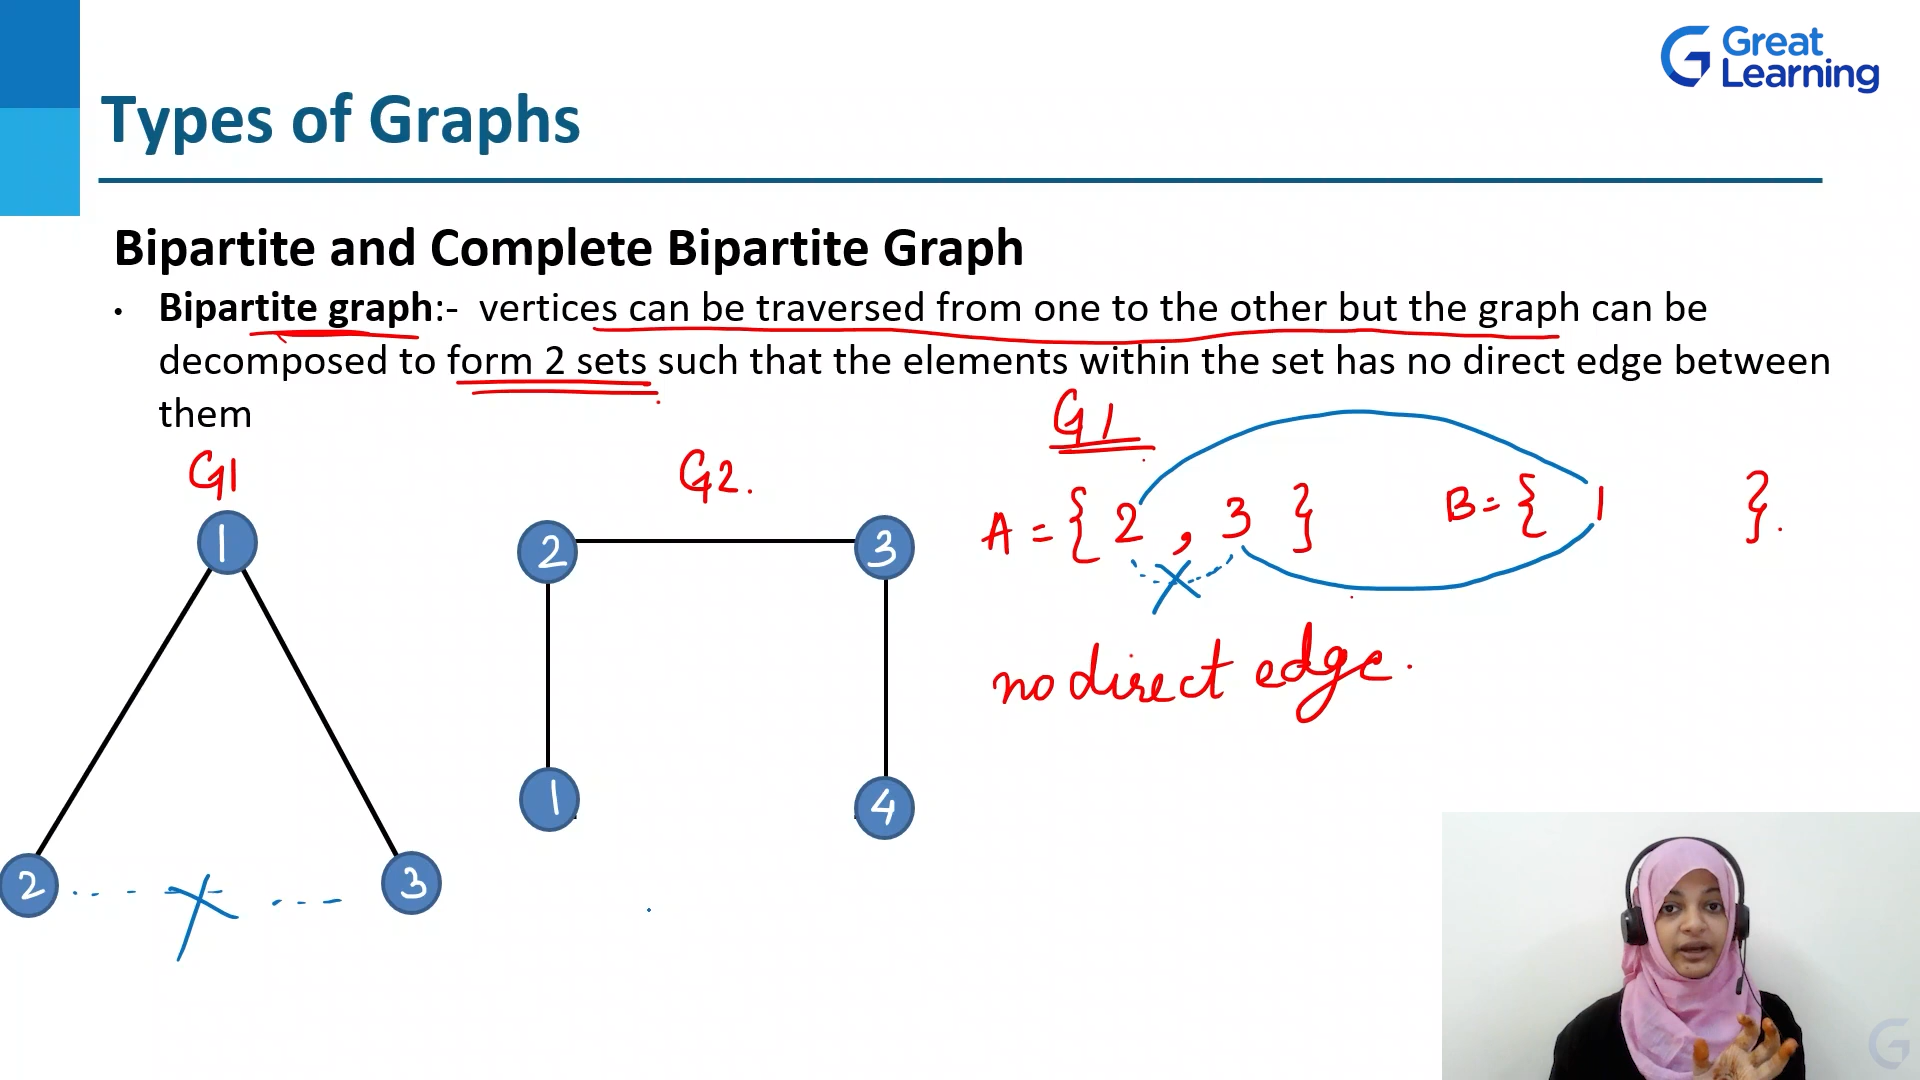 Great
Learning
Types of Graphs
Bipartite and Complete Bipartite Graph
• Bipartite graph:- vertices can be traversed from one to the other but the graph can be
decomposed to form 2 sets such that the elements within the set has no direct edge between
them
G1
G1
G2.
A = { 2 , 3 } B = { 1 }.
1
2
3
no direct edge.
1
4
2
3